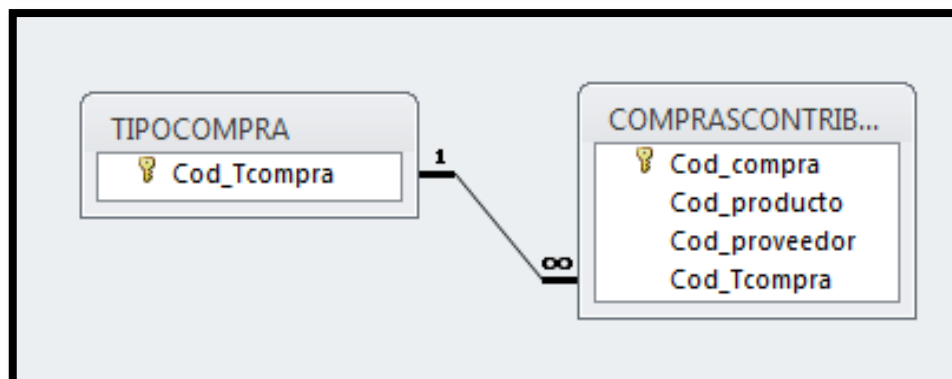 TIPOCOMPRA
Cod_Tcompra
1
∞
COMPRASCONTRIB...
Cod_compra
Cod_producto
Cod_proveedor
Cod_Tcompra